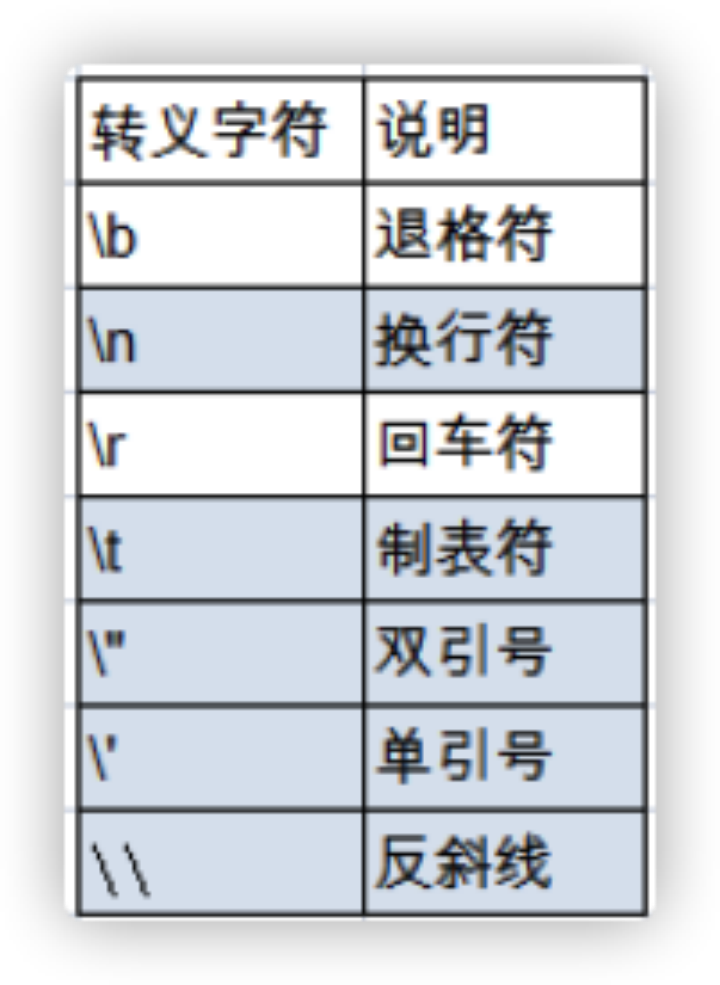 转义字符 说明
\b 退格符
\n 换行符
\r 回车符
\t 制表符
\" 双引号
\' 单引号
\\ 反斜线